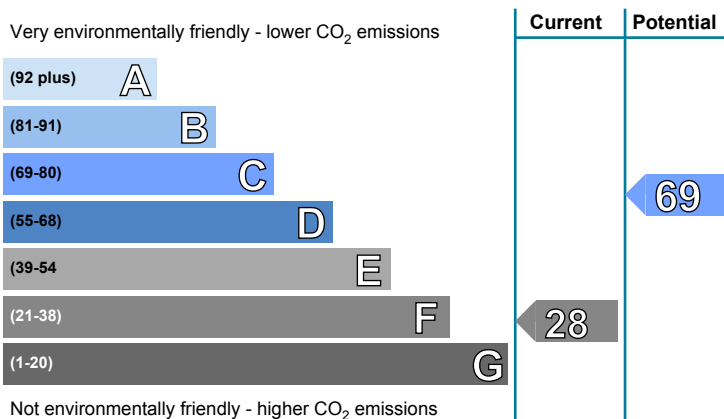 Current Potential
Very environmentally friendly - lower CO2 emissions
(92 plus) A
(81-91) B
(69-80) C
69
(55-68) D
(39-54 E
(21-38) F
28
(1-20) G
Not environmentally friendly - higher CO2 emissions